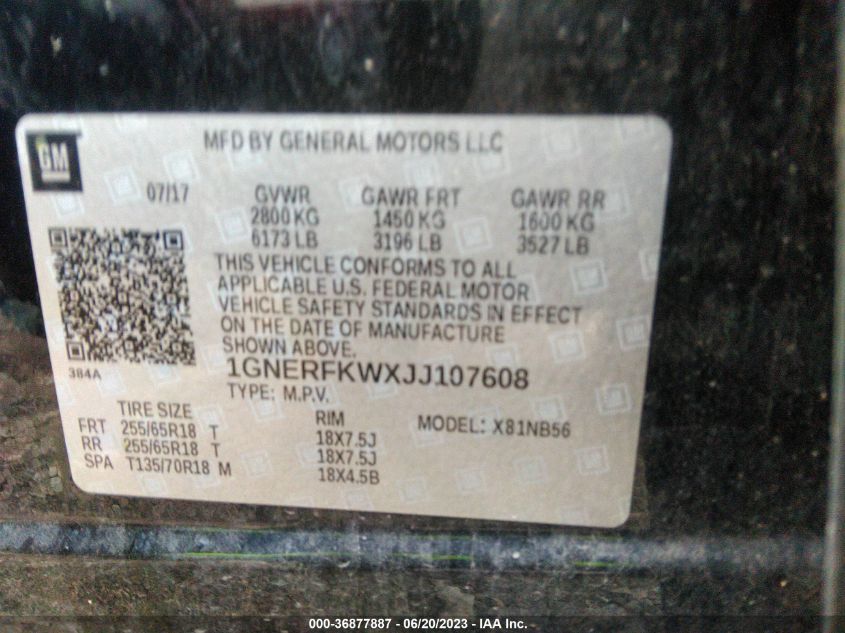 GM
MFD BY GENERAL MOTORS LLC
07/17 GVWR GAWR FRT GAWR RR
2800 KG 1450 KG 1600 KG
6173 LB 3196 LB 3527 LB
THIS VEHICLE CONFORMS TO ALL
APPLICABLE U.S. FEDERAL MOTOR
VEHICLE SAFETY STANDARDS IN EFFECT
ON THE DATE OF MANUFACTURE
SHOWN ABOVE.
384A
1GNERFKWXJJ107608
TYPE: M.P.V.
TIRE SIZE RIM MODEL: X81NB56
FRT 255/65R18 T 18X7.5J
RR 255/65R18 T 18X7.5J
SPA T135/70R18 M 18X4.5B
000-36877887 - 06/20/2023 - IAA Inc.